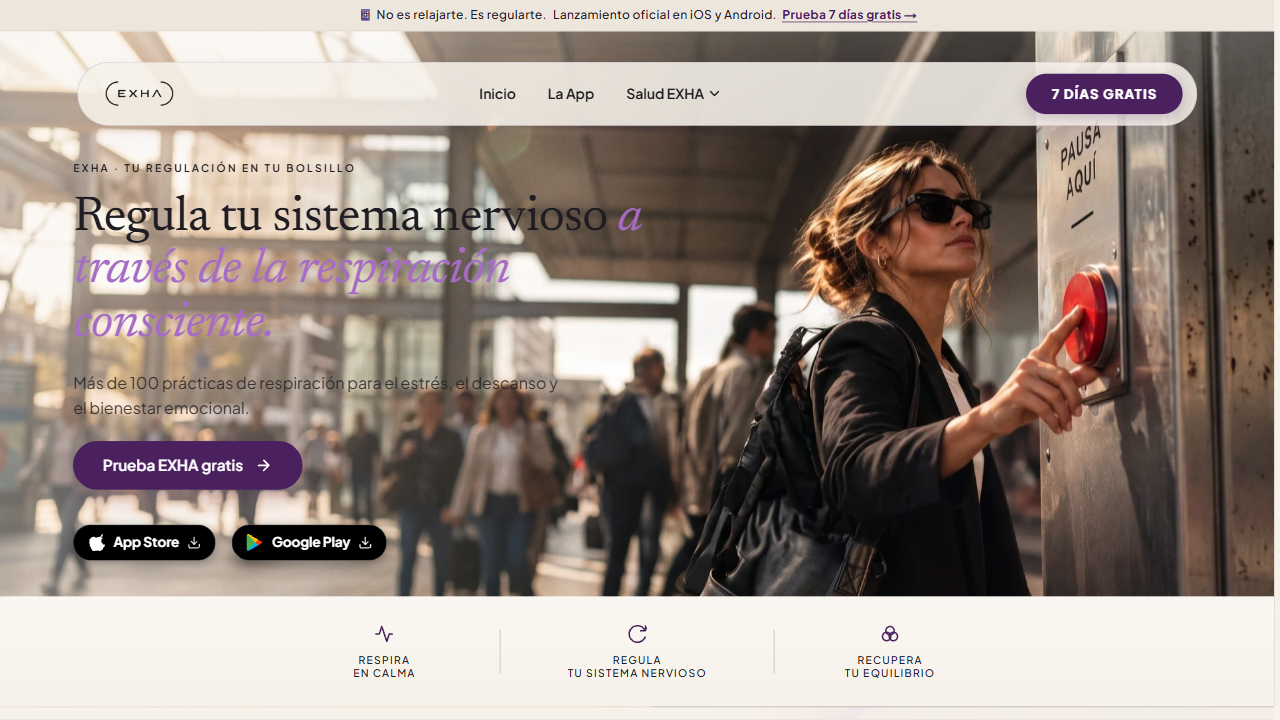 No es relajarte. Es regularte. Lanzamiento oficial en iOS y Android. Prueba 7 días gratis →
EXHA
Inicio
La App
Salud EXHA
7 DÍAS GRATIS
EXHA · TU REGULACIÓN EN TU BOLSILLO
Regula tu sistema nervioso a
través de la respiración
consciente.
Más de 100 prácticas de respiración para el estrés, el descanso y
el bienestar emocional.
Prueba EXHA gratis →
App Store
Google Play
PAUSA
AQUÍ
RESPIRA
EN CALMA
REGULA
TU SISTEMA NERVIOSO
RECUPERA
TU EQUILIBRIO